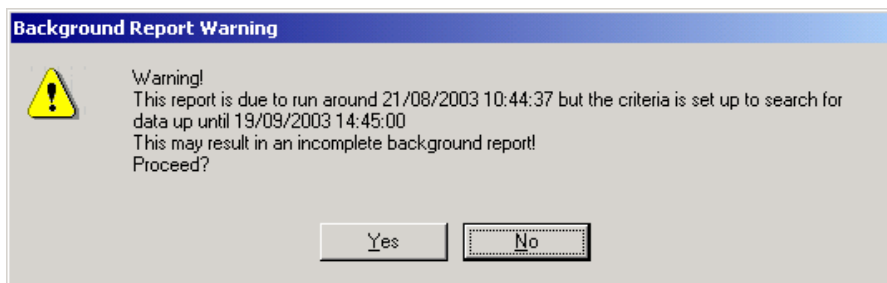 Background Report Warning
Warning!
This report is due to run around 21/08/2003 10:44:37 but the criteria is set up to search for
data up until 19/09/2003 14:45:00
This may result in an incomplete background report!
Proceed?
Yes No